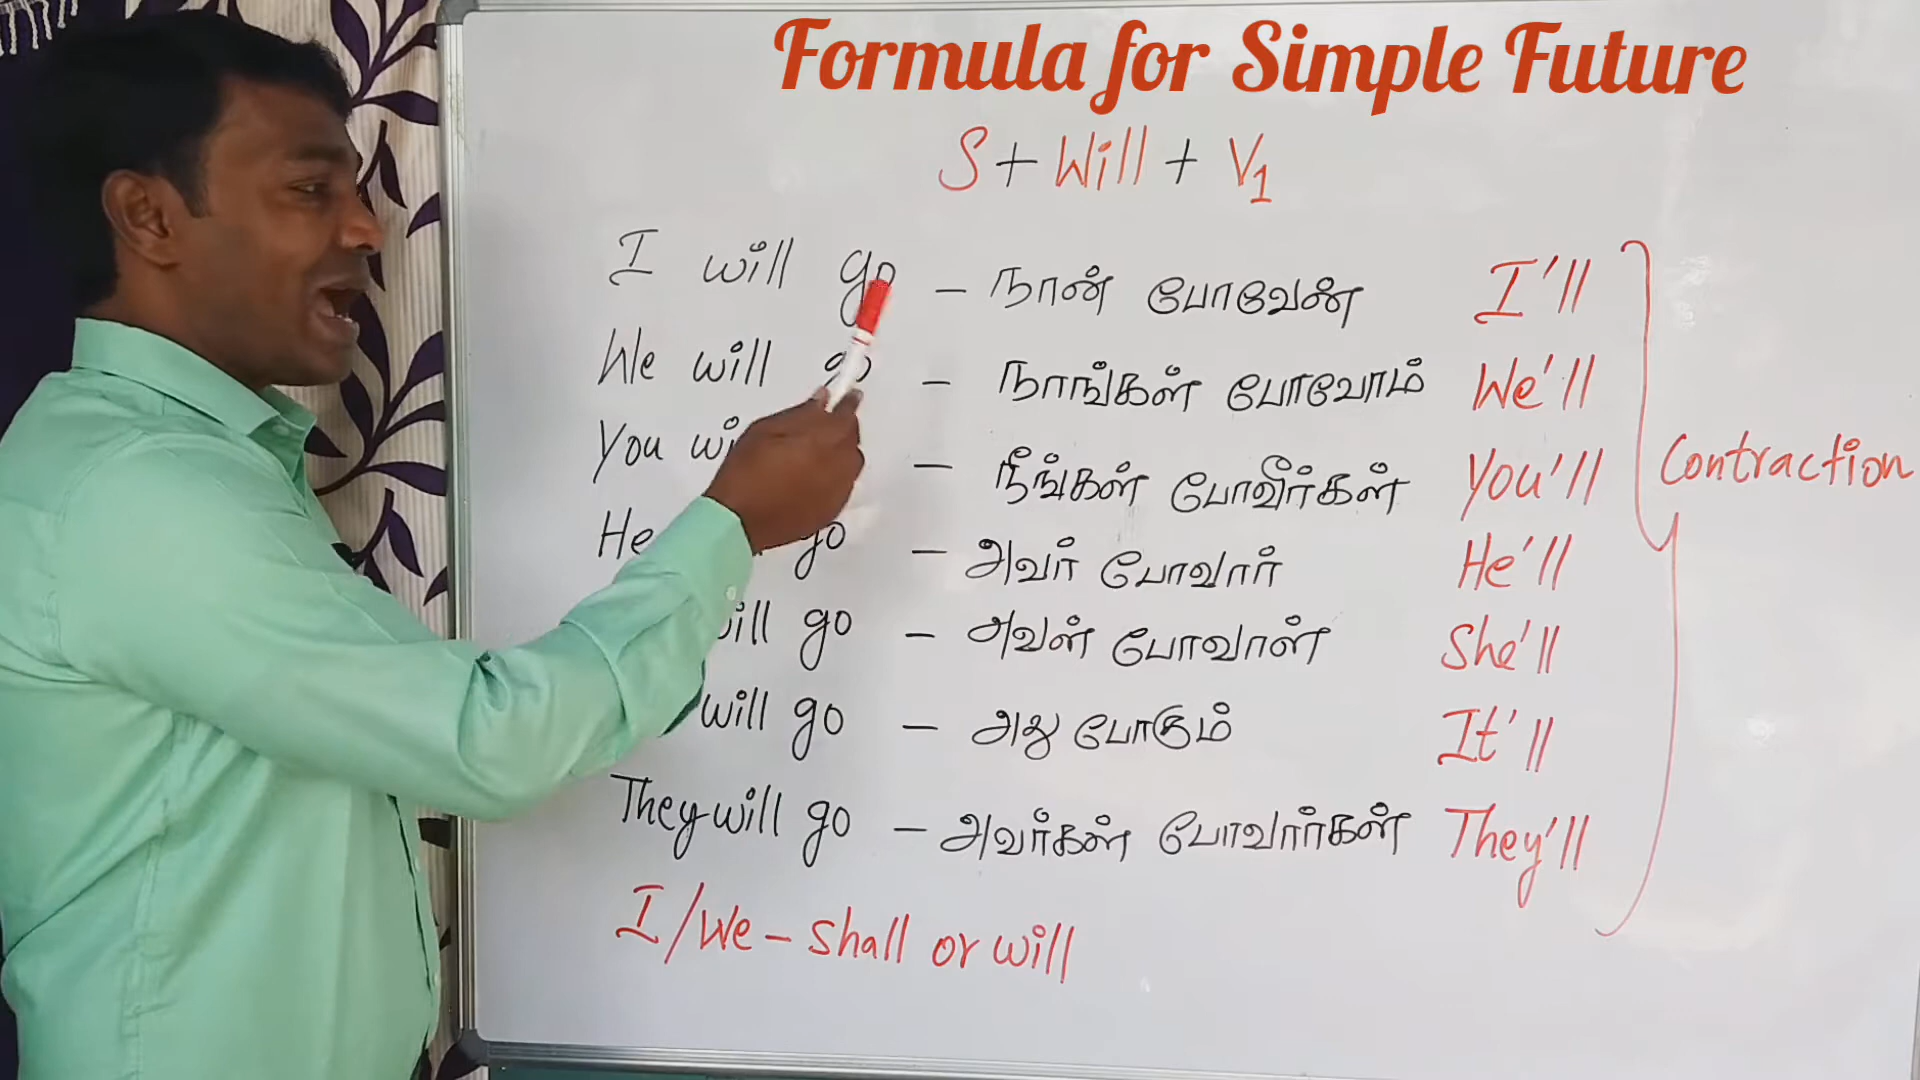 Formula for Simple Future
S + Will + V1
I will go – நான் போவேன் I'll
We will go – நாங்கள் போவோம் We'll
You – நீங்கள் போவீர்கள் You'll
Contraction
He go – அவர் போவார் He'll
will go – அவள் போவாள் She'll
will go – அது போகும் It'll
They will go – அவர்கள் போவார்கள் They'll
I/We – shall or will